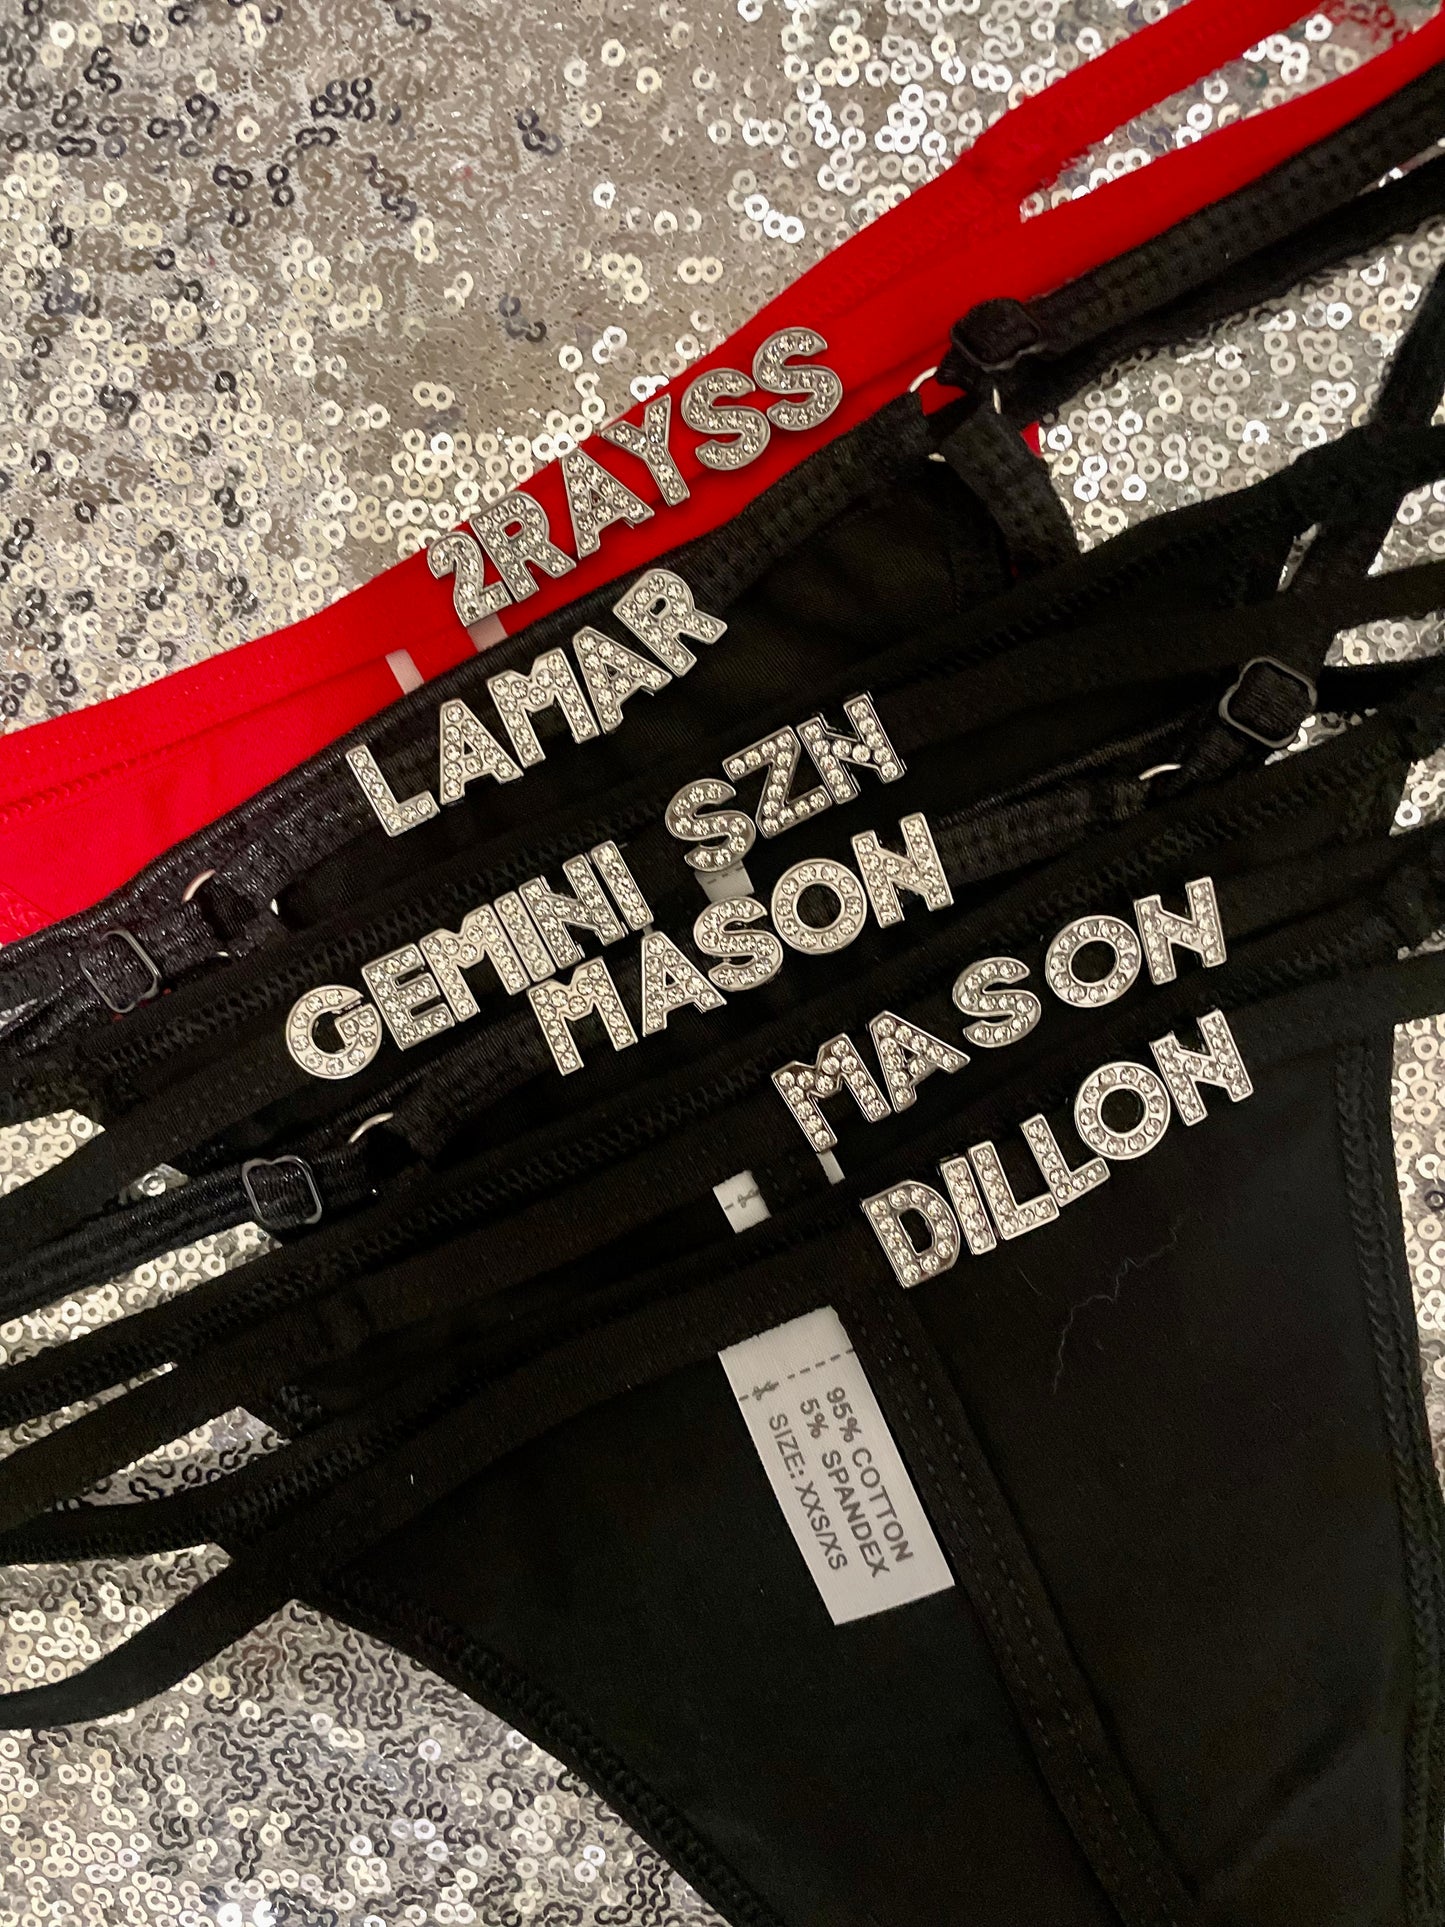 2RAYSS
LAMAR
GEMINI SZN
MASON
MASON
DILLON
95% COTTON
5% SPANDEX
SIZE: XXS/XS